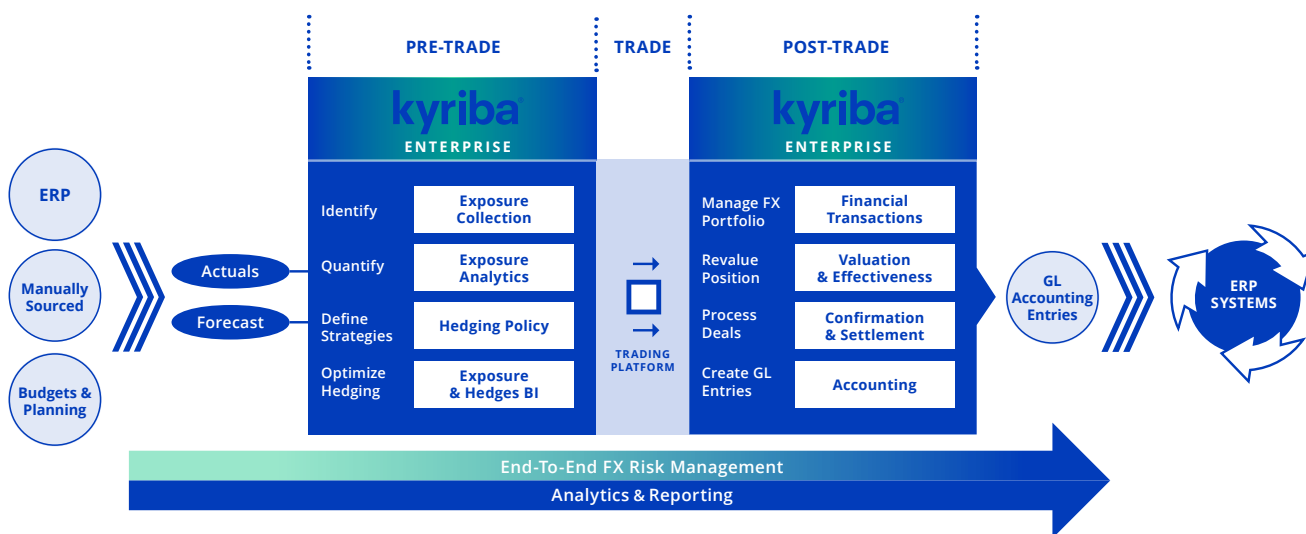 PRE-TRADE
TRADE
POST-TRADE
kyriba®
ENTERPRISE
kyriba
ENTERPRISE
ERP
Manually
Sourced
Budgets &
Planning
Actuals
Forecast
Identify
Exposure
Collection
Quantify
Exposure
Analytics
Define
Strategies
Hedging Policy
Optimize
Hedging
Exposure
& Hedges BI
TRADING
PLATFORM
Manage FX
Portfolio
Financial
Transactions
Revalue
Position
Valuation
& Effectiveness
Process
Deals
Confirmation
& Settlement
Create GL
Entries
Accounting
GL
Accounting
Entries
ERP
SYSTEMS
End-To-End FX Risk Management
Analytics & Reporting